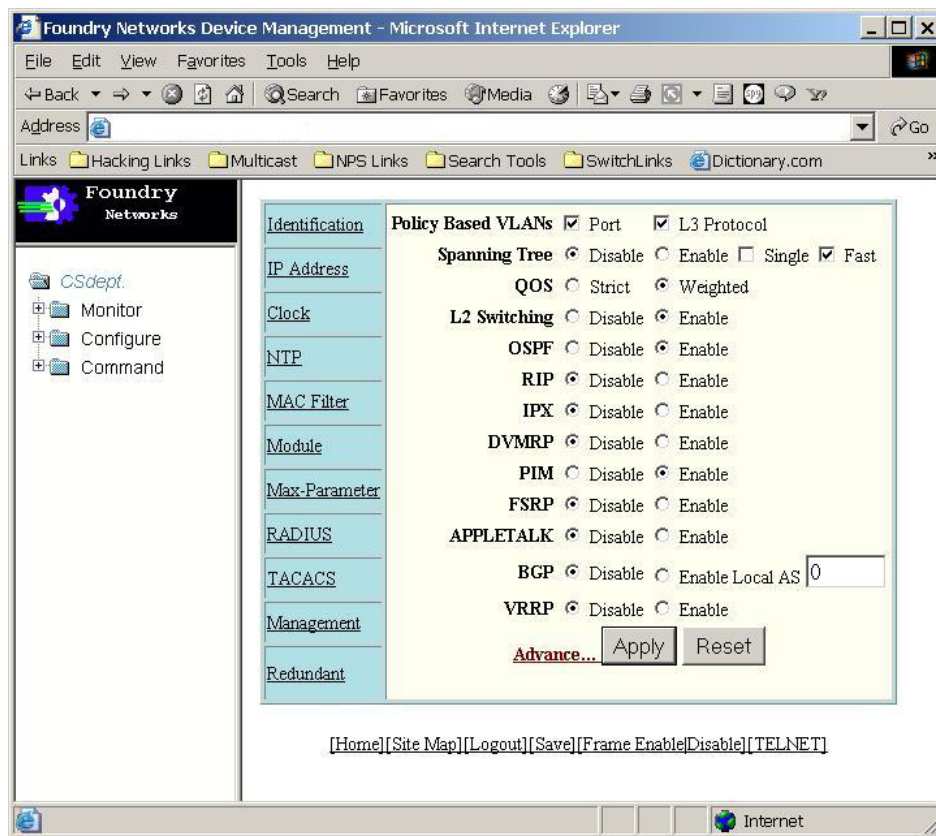 Foundry Networks Device Management - Microsoft Internet Explorer
File Edit View Favorites Tools Help
Back Search Favorites Media
Address Go
Links Hacking Links Multicast NPS Links Search Tools SwitchLinks Dictionary.com »
Foundry
Networks
CSdept.
Monitor
Configure
Command
Identification
IP Address
Clock
NTP
MAC Filter
Module
Max-Parameter
RADIUS
TACACS
Management
Redundant
Policy Based VLANs Port L3 Protocol
Spanning Tree Disable Enable Single Fast
QOS Strict Weighted
L2 Switching Disable Enable
OSPF Disable Enable
RIP Disable Enable
IPX Disable Enable
DVMRP Disable Enable
PIM Disable Enable
FSRP Disable Enable
APPLETALK Disable Enable
BGP Disable Enable Local AS 0
VRRP Disable Enable
Advance... Apply Reset
[Home][Site Map][Logout][Save][Frame Enable|Disable][TELNET]
Internet